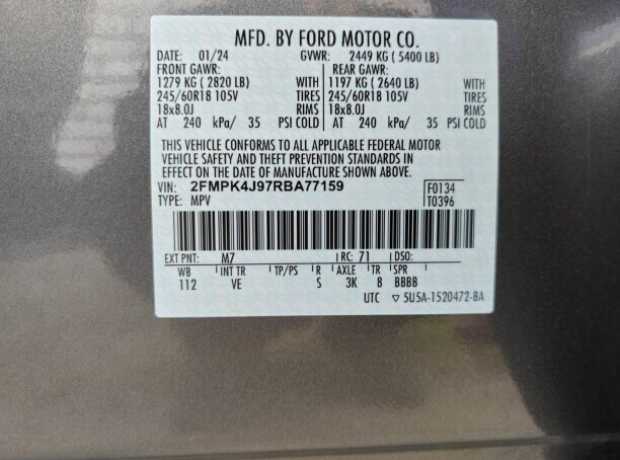 MFD. BY FORD MOTOR CO.
DATE: 01/24 GVWR: 2449 KG ( 5400 LB)
FRONT GAWR: REAR GAWR:
1279 KG ( 2820 LB) WITH 1197 KG ( 2640 LB) WITH
245/60R18 105V TIRES 245/60R18 105V TIRES
18x8.0J RIMS 18x8.0J RIMS
AT 240 kPa/ 35 PSI COLD AT 240 kPa/ 35 PSI COLD
THIS VEHICLE CONFORMS TO ALL APPLICABLE FEDERAL MOTOR
VEHICLE SAFETY AND THEFT PREVENTION STANDARDS IN
EFFECT ON THE DATE OF MANUFACTURE SHOWN ABOVE.
VIN: 2FMPK4J97RBA77159 F0134
TYPE: MPV T0396
EXT PNT: M7 RC: 71 DSO:
WB INT TR TP/PS R AXLE TR SPR
112 VE S 3K B BBBB
UTC ▽ 5U5A-1520472-BA